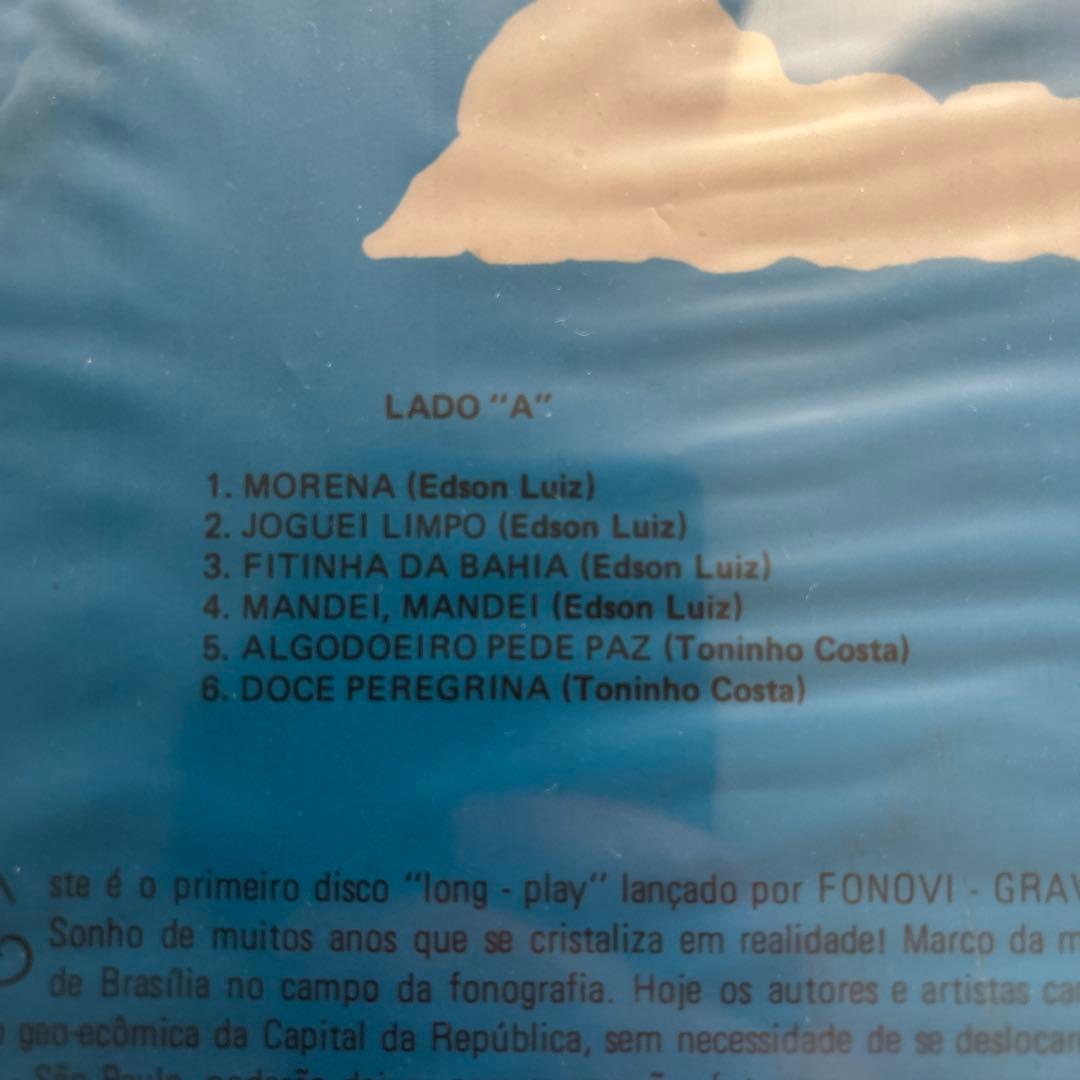 LADO "A"
1. MORENA (Edson Luiz)
2. JOGUEI LIMPO (Edson Luiz)
3. FITINHA DA BAHIA (Edson Luiz)
4. MANDEI, MANDEI (Edson Luiz)
5. ALGODOEIRO PEDE PAZ (Toninho Costa)
6. DOCE PEREGRINA (Toninho Costa)
ste é o primeiro disco "long - play" lançado por FONOVI - GRAV
Sonho de muitos anos que se cristaliza em realidade! Marco da m
de Brasília no campo da fonografia. Hoje os autores e artistas
geo-ecômica da Capital da República, sem necessidade de se deslocar
São Paulo,